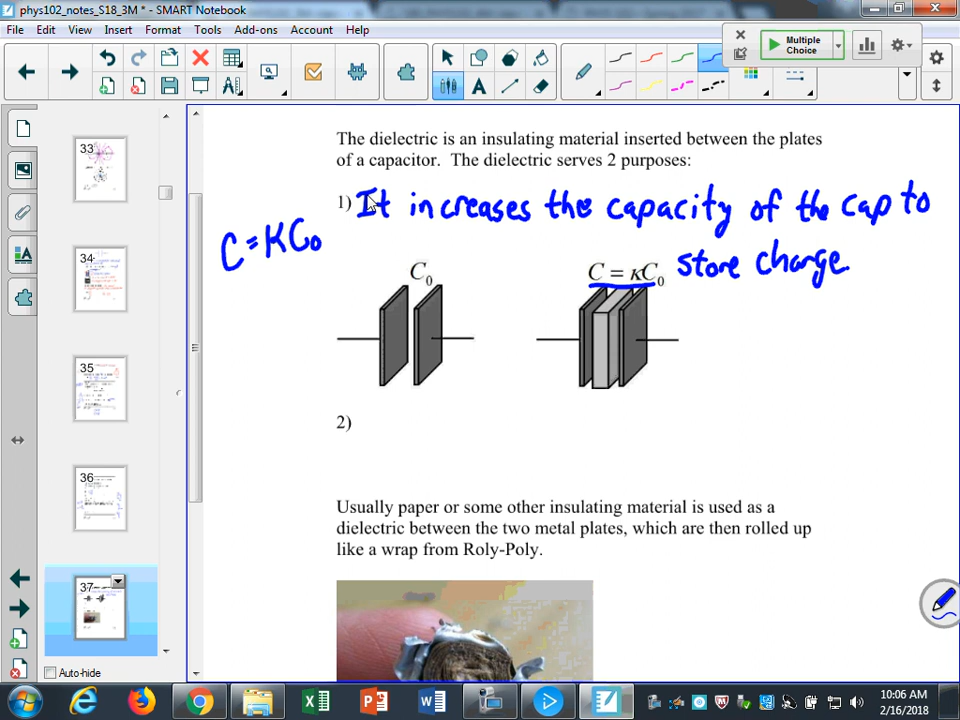 phys102_notes_S18_3M * - SMART Notebook
File Edit View Insert Format Tools Add-ons Account Help
Multiple
Choice
33
34
35
36
37
Auto-hide
The dielectric is an insulating material inserted between the plates
of a capacitor. The dielectric serves 2 purposes:
1) It increases the capacity of the cap to
store charge.
C = KC0
C0
C = κC0
2)
Usually paper or some other insulating material is used as a
dielectric between the two metal plates, which are then rolled up
like a wrap from Roly-Poly.
10:06 AM
2/16/2018